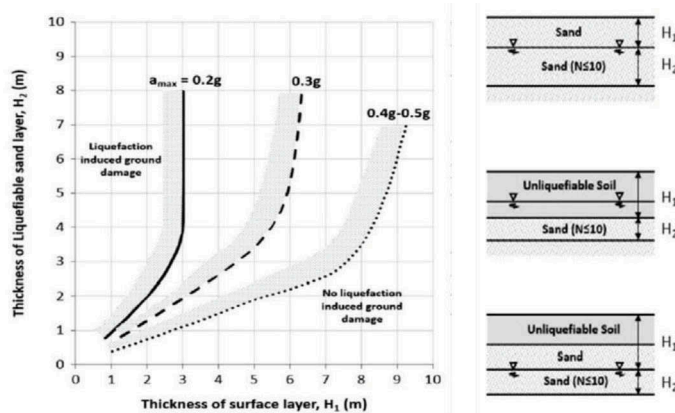 10
9
8
7
6
5
4
3
2
1
0
Thickness of Liquefiable sand layer, H₂ (m)
a_max = 0.2g
0.3g
0.4g-0.5g
Liquefaction
induced ground
damage
No liquefaction
induced ground
damage
0 1 2 3 4 5 6 7 8 9 10
Thickness of surface layer, H₁ (m)
Sand
H₁
Sand (N≤10)
H₂
Unliquefiable Soil
H₁
Sand (N≤10)
H₂
Unliquefiable Soil
H₁
Sand
Sand (N≤10)
H₂